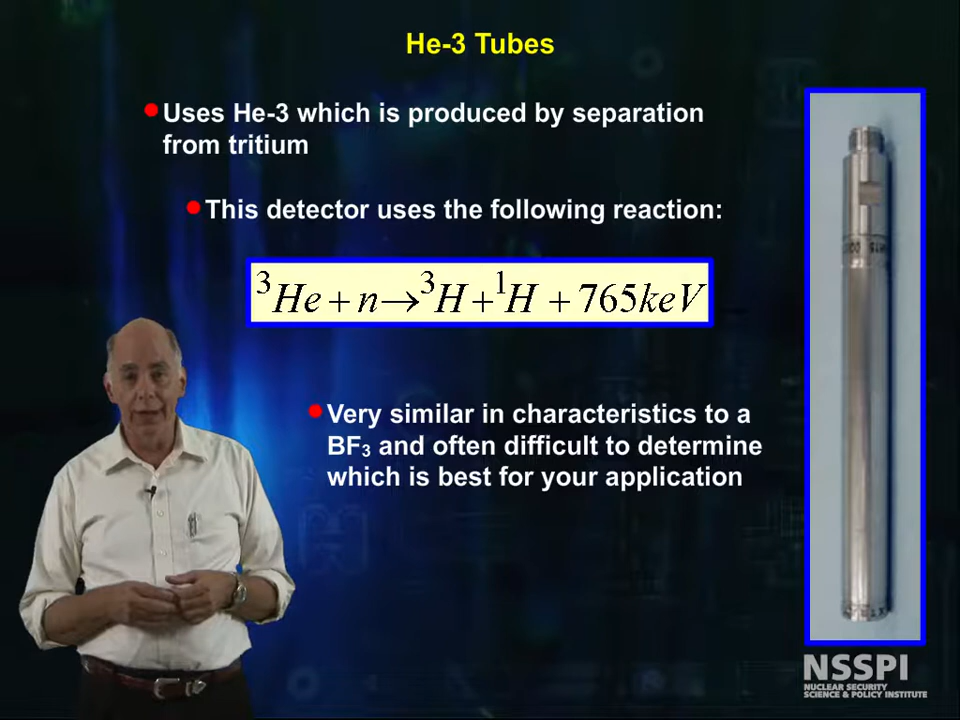 He-3 Tubes
Uses He-3 which is produced by separation
from tritium
This detector uses the following reaction:
³He + n → ³H + ¹H + 765keV
Very similar in characteristics to a
BF₃ and often difficult to determine
which is best for your application
NSSPI
NUCLEAR SECURITY
SCIENCE & POLICY INSTITUTE